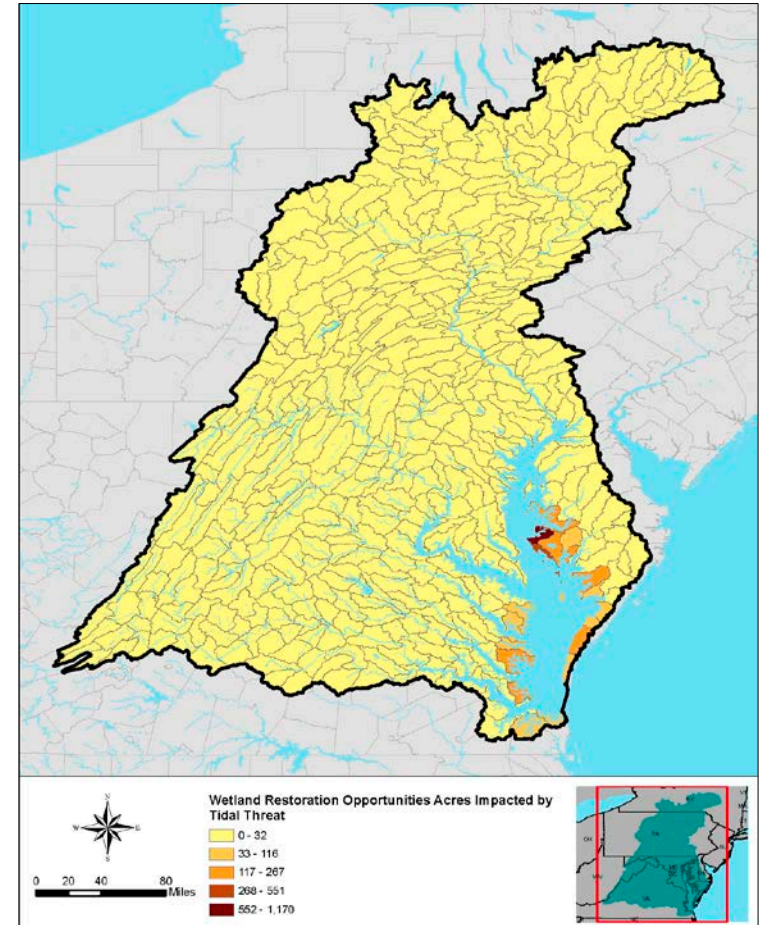 Wetland Restoration Opportunities Acres Impacted by
Tidal Threat
0 - 32
33 - 116
117 - 267
268 - 551
552 - 1,170
N
W
E
S
0 20 40 80
Miles